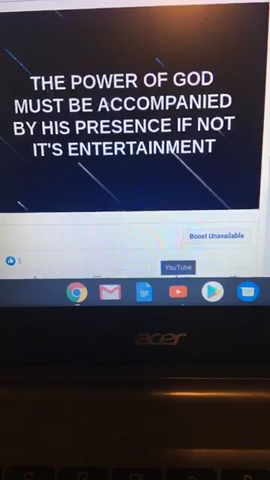 THE POWER OF GOD
MUST BE ACCOMPANIED
BY HIS PRESENCE IF NOT
IT'S ENTERTAINMENT
Boost Unavailable
YouTube
acer